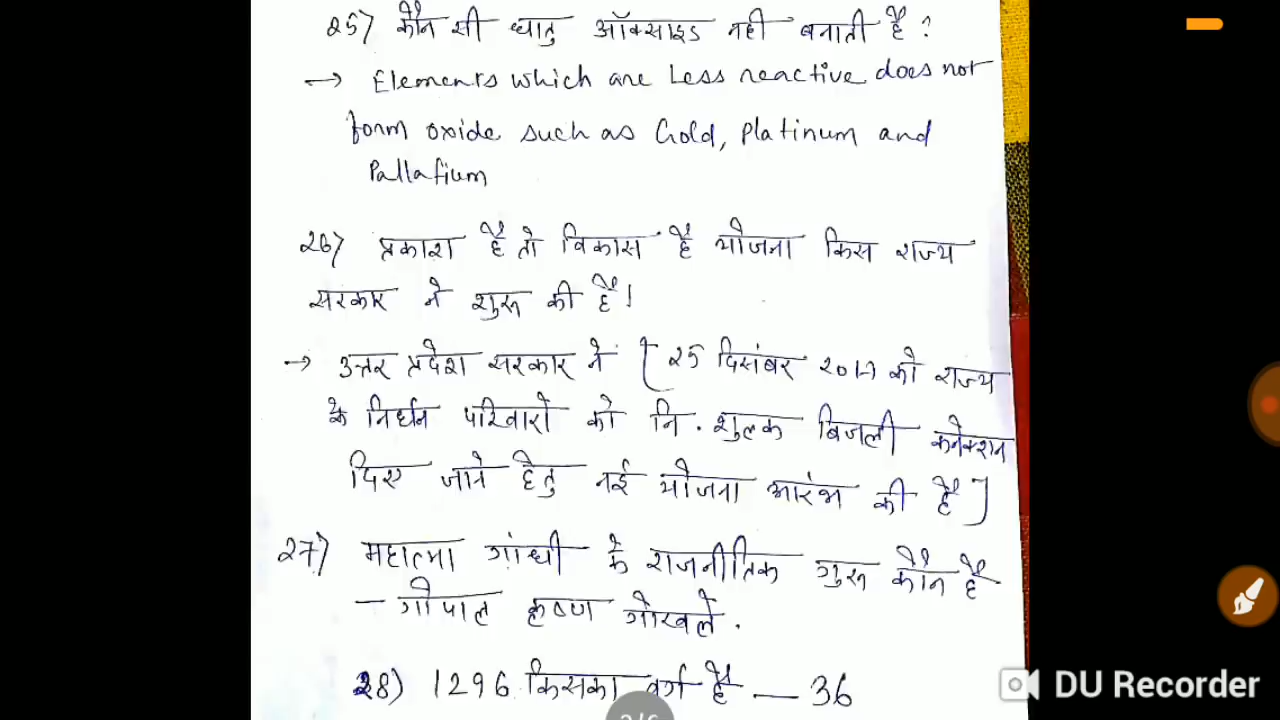 25) कौन सी धातु ऑक्साइड नही बनाती है ?
→ Elements which are Less reactive does not
form oxide such as Gold, Platinum and
Pallafium
26) प्रकाश है तो विकास है योजना किस राज्य
सरकार ने शुरू की है।
→ उत्तर प्रदेश सरकार ने [ 25 दिसंबर 2017 को राज्य
के निर्धन परिवारों को नि. शुल्क बिजली कनेक्शन
दिए जाने हेतु नई योजना आरंभ की है ]
27) महात्मा गांधी के राजनीतिक गुरू कौन है
- गोपाल कृष्ण गोखले.
28) 1296 किसका वर्ग है — 36
DU Recorder